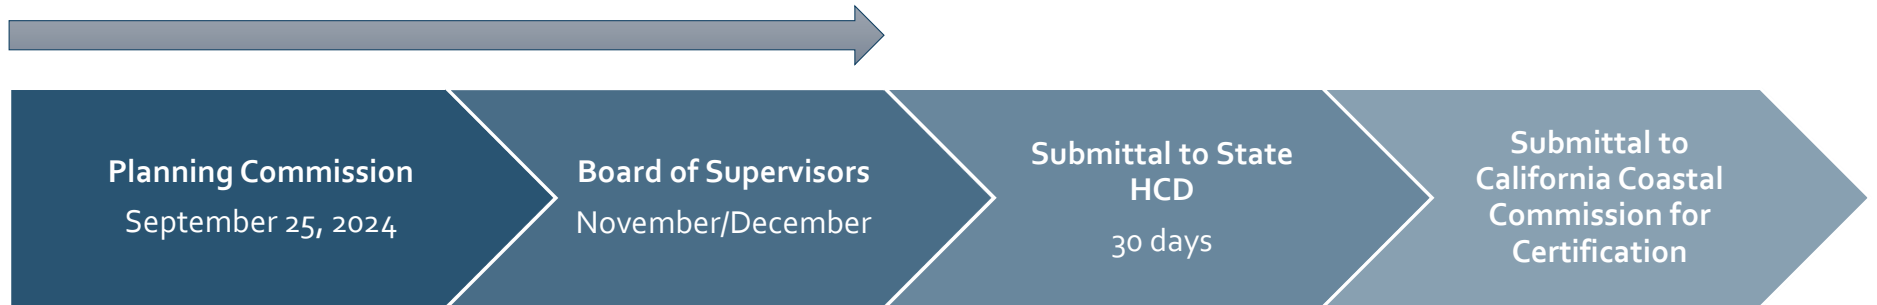 Planning Commission
September 25, 2024
Board of Supervisors
November/December
Submittal to State
HCD
30 days
Submittal to
California Coastal
Commission for
Certification